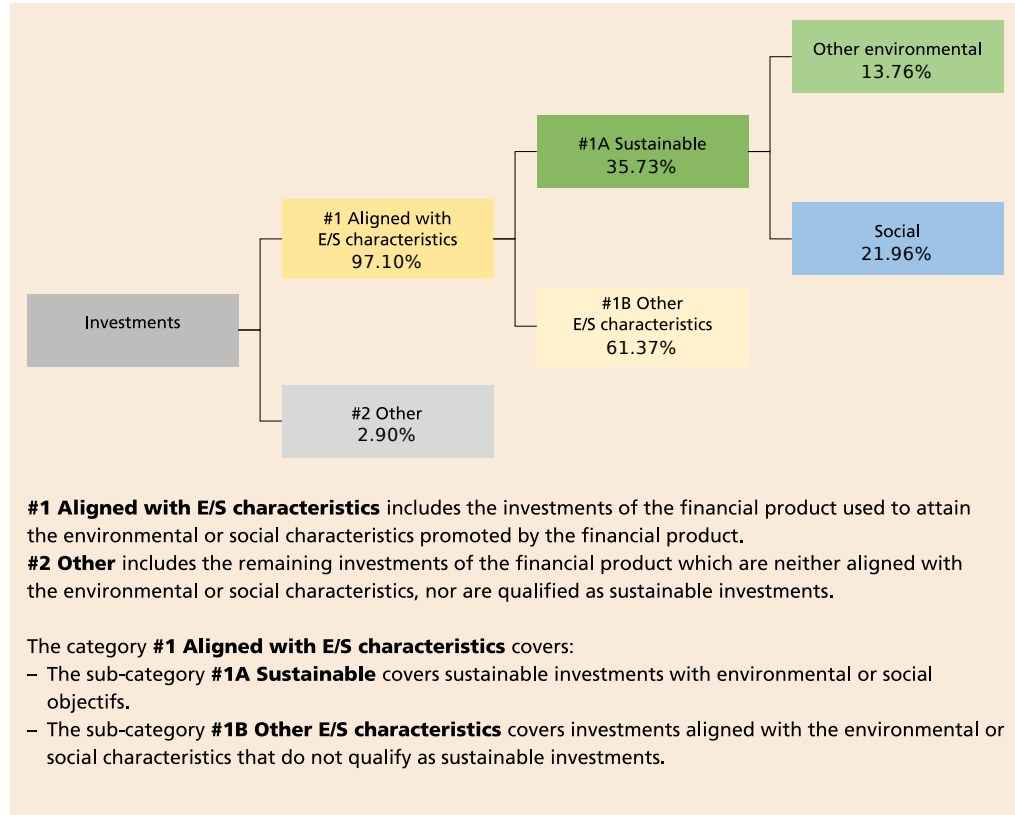 Other environmental
13.76%
#1A Sustainable
35.73%
#1 Aligned with
E/S characteristics
97.10%
Social
21.96%
Investments
#1B Other
E/S characteristics
61.37%
#2 Other
2.90%
#1 Aligned with E/S characteristics includes the investments of the financial product used to attain
the environmental or social characteristics promoted by the financial product.
#2 Other includes the remaining investments of the financial product which are neither aligned with
the environmental or social characteristics, nor are qualified as sustainable investments.
The category #1 Aligned with E/S characteristics covers:
– The sub-category #1A Sustainable covers sustainable investments with environmental or social
objectifs.
– The sub-category #1B Other E/S characteristics covers investments aligned with the environmental or
social characteristics that do not qualify as sustainable investments.